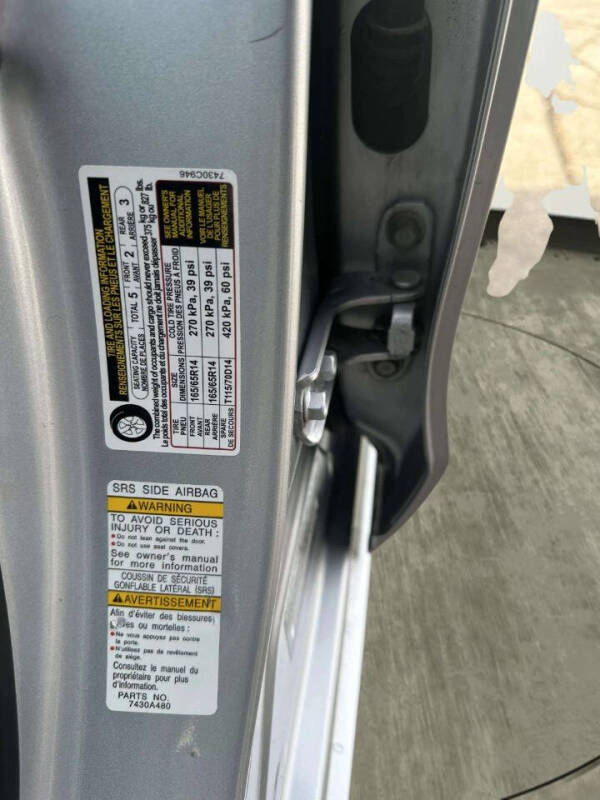 7430C946
TIRE AND LOADING INFORMATION
RENSEIGNEMENTS SUR LES PNEUS ET LE CHARGEMENT
SEATING CAPACITY TOTAL 5 FRONT 2 REAR 3
NOMBRE DE PLACES AVANT ARRIÈRE
The combined weight of occupants and cargo should never exceed 375 kg or 827 lbs.
Le poids total des occupants et du chargement ne doit jamais dépasser 375 kg ou 827 lb.
TIRE SIZE COLD TIRE PRESSURE
PNEU DIMENSIONS PRESSION DES PNEUS À FROID
FRONT AVANT 165/65R14 270 kPa, 39 psi
REAR ARRIÈRE 165/65R14 270 kPa, 39 psi
SPARE DE SECOURS T115/70D14 420 kPa, 60 psi
SEE OWNER'S
MANUAL FOR
ADDITIONAL
INFORMATION
VOIR LE MANUEL
DE L'USAGER
POUR PLUS DE
RENSEIGNEMENTS
SRS SIDE AIRBAG
WARNING
TO AVOID SERIOUS
INJURY OR DEATH :
Do not lean against the door.
Do not use seat covers.
See owner's manual
for more information
COUSSIN DE SÉCURITÉ
GONFLABLE LATÉRAL (SRS)
AVERTISSEMENT
Afin d'éviter des blessures
es ou mortelles :
Ne vous appuyez pas contre
la porte.
N'utilisez pas de revêtement
de siège.
Consultez le manuel du
propriétaire pour plus
d'information.
PARTS NO.
7430A480